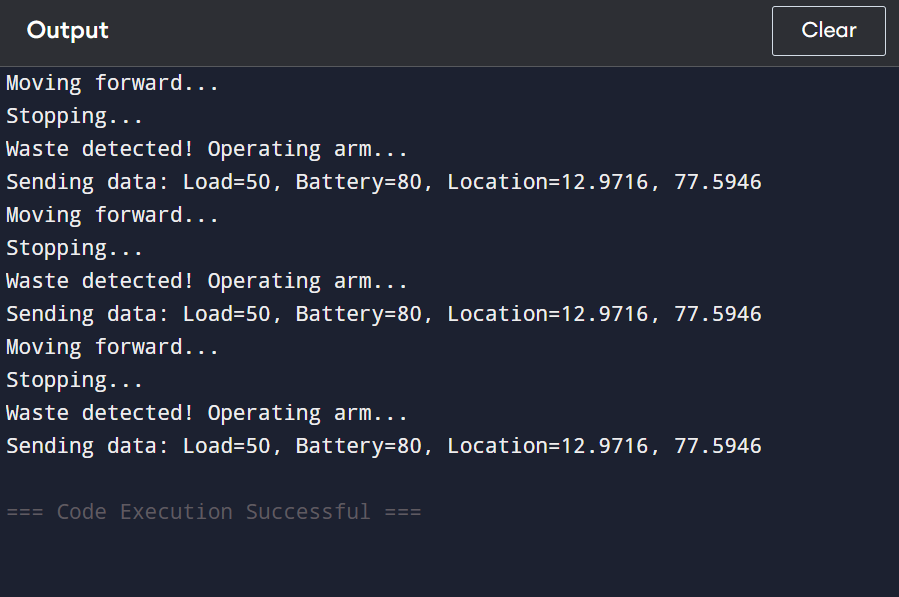 Output
Clear
Moving forward...
Stopping...
Waste detected! Operating arm...
Sending data: Load=50, Battery=80, Location=12.9716, 77.5946
Moving forward...
Stopping...
Waste detected! Operating arm...
Sending data: Load=50, Battery=80, Location=12.9716, 77.5946
Moving forward...
Stopping...
Waste detected! Operating arm...
Sending data: Load=50, Battery=80, Location=12.9716, 77.5946
=== Code Execution Successful ===